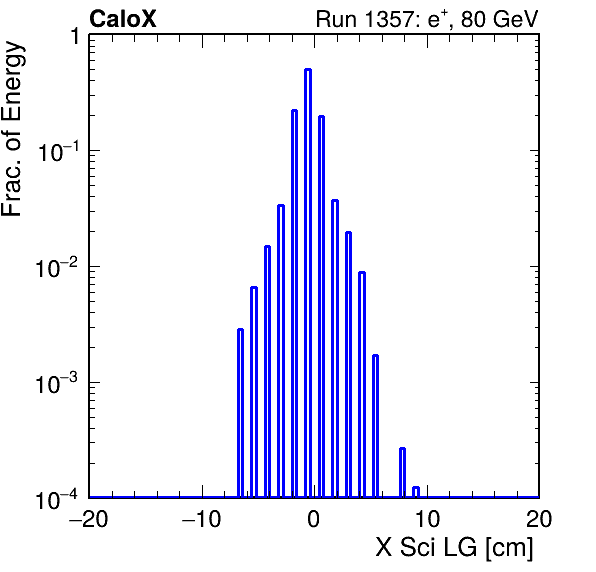 CaloX Run 1357: e⁺, 80 GeV
Frac. of Energy
1
10⁻¹
10⁻²
10⁻³
10⁻⁴
−20 −10 0 10 20
X Sci LG [cm]